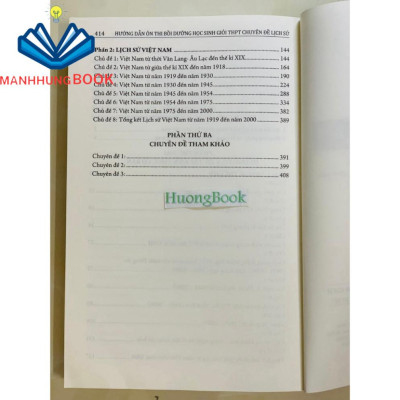 MANHHUNGBOOK
414 HƯỚNG DẪN ÔN THI BỒI DƯỠNG HỌC SINH GIỎI THPT CHUYÊN ĐỀ LỊCH SỬ
Phần 2: LỊCH SỬ VIỆT NAM 144
Chủ đề 1: Việt Nam từ thời Văn Lang- Âu Lạc đến thế kỉ XIX 144
Chủ đề 2: Việt Nam từ giữa thế kỉ XIX đến năm 1918 164
Chủ đề 3: Việt Nam từ năm 1919 đến năm 1930 190
Chủ đề 4: Việt Nam từ năm 1930 đến năm 1945 224
Chủ đề 5: Việt Nam từ năm 1945 đến năm 1954 288
Chủ đề 6: Việt Nam từ năm 1954 đến năm 1975 334
Chủ đề 7: Việt Nam từ năm 1975 đến năm 2000 377
Chủ đề 8: Tổng kết Lịch sử Việt Nam từ năm 1919 đến năm 2000 389
PHẦN THỨ BA
CHUYÊN ĐỀ THAM KHẢO
Chuyên đề 1: 391
Chuyên đề 2: 399
Chuyên đề 3: 408
HuongBook